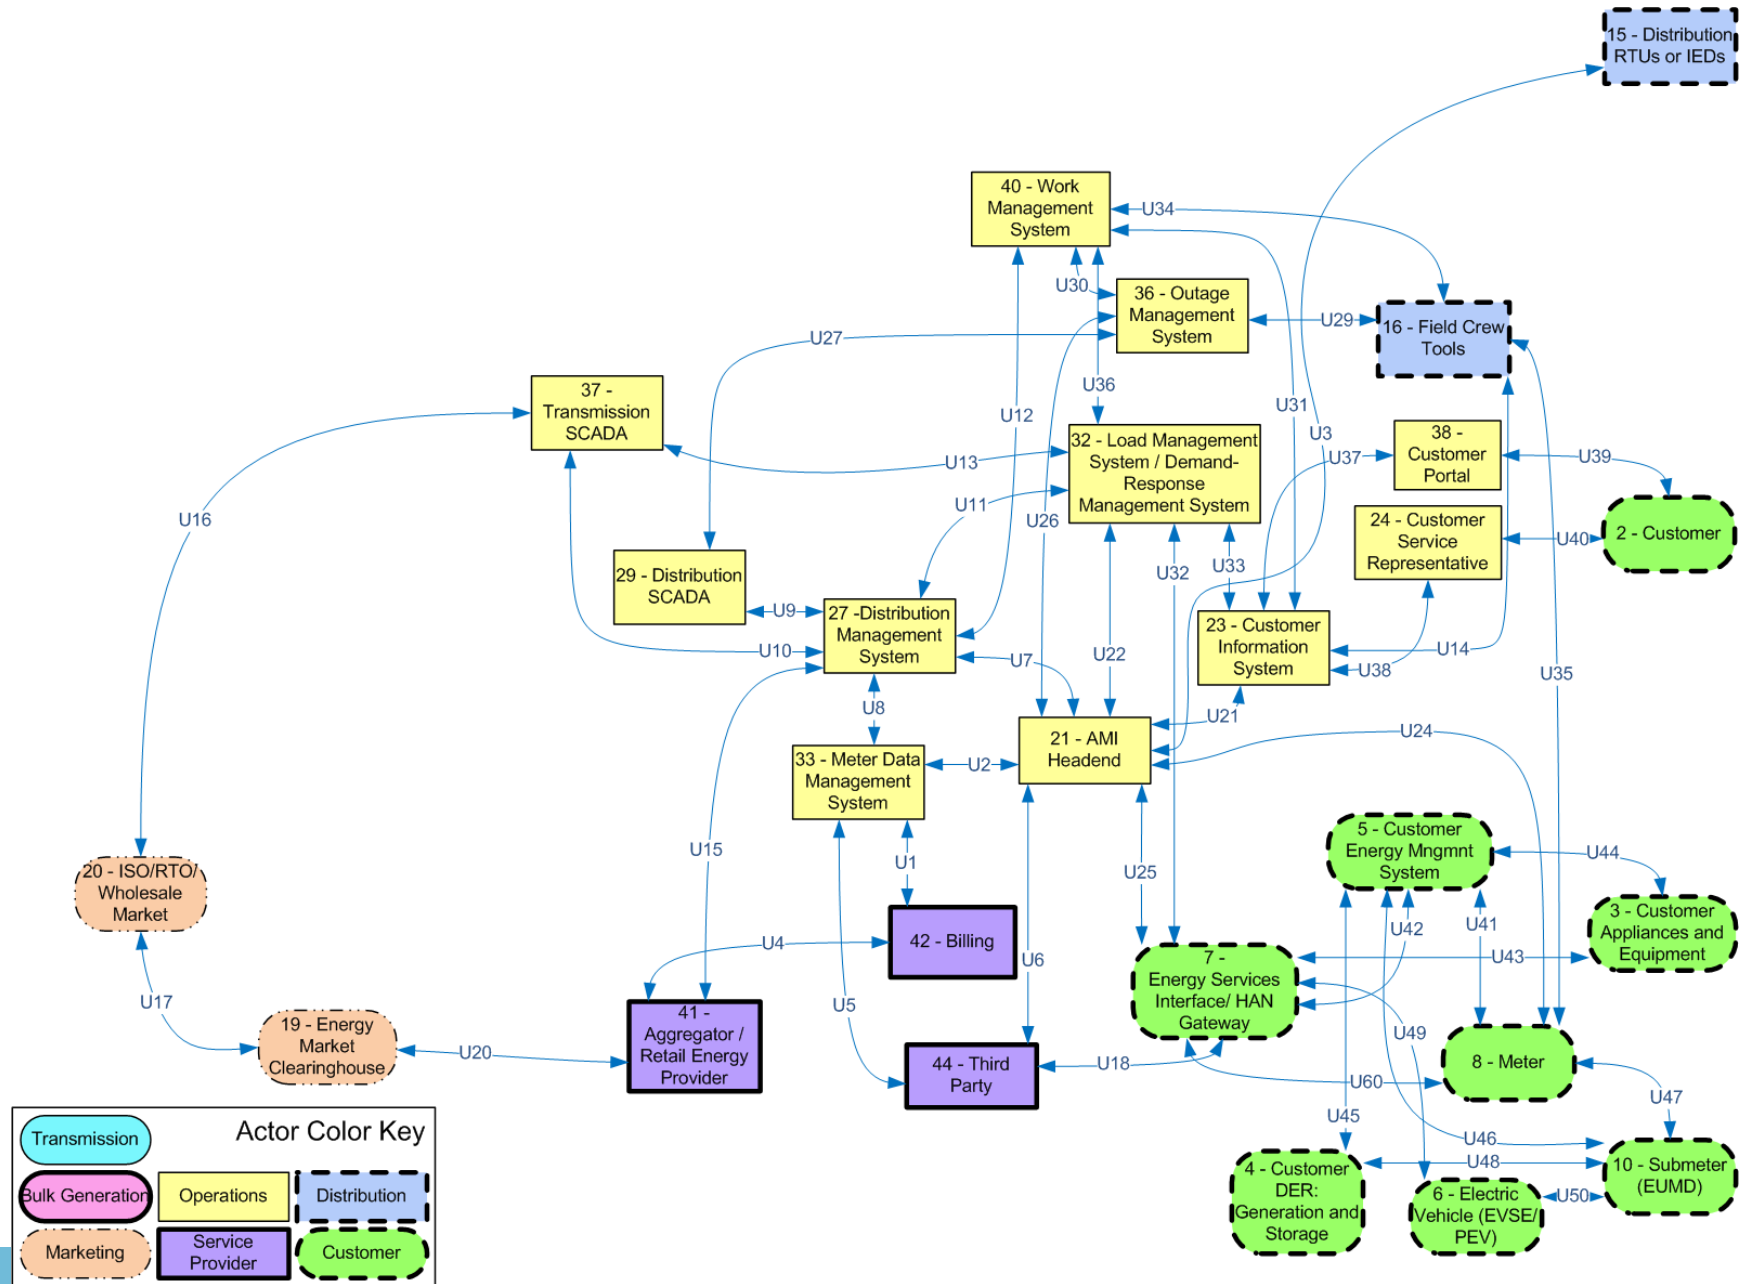 15 - Distribution
RTUs or IEDs
40 - Work
Management
System
U34
U30
36 - Outage
Management
System
U29
16 - Field Crew
Tools
U27
37 -
Transmission
SCADA
U36
U12
U31
U3
32 - Load Management
System / Demand-
Response
Management System
U13
U37
38 -
Customer
Portal
U39
U11
U26
U16
24 - Customer
Service
Representative
U40
2 - Customer
29 - Distribution
SCADA
U32
U33
U9
27 -Distribution
Management
System
23 - Customer
Information
System
U10
U7
U22
U14
U38
U35
U8
U21
21 - AMI
Headend
U24
33 - Meter Data
Management
System
U2
U15
U1
U25
5 - Customer
Energy Mngmnt
System
U44
20 - ISO/RTO/
Wholesale
Market
3 - Customer
Appliances and
Equipment
U41
U42
42 - Billing
U4
U6
U43
7 -
Energy Services
Interface/ HAN
Gateway
U17
U5
U49
19 - Energy
Market
Clearinghouse
U20
41 -
Aggregator /
Retail Energy
Provider
44 - Third
Party
U18
U60
8 - Meter
U47
U45
U46
U48
4 - Customer
DER:
Generation and
Storage
6 - Electric
Vehicle (EVSE/
PEV)
U50
10 - Submeter
(EUMD)
Actor Color Key
Transmission
Bulk Generation
Operations
Distribution
Marketing
Service
Provider
Customer